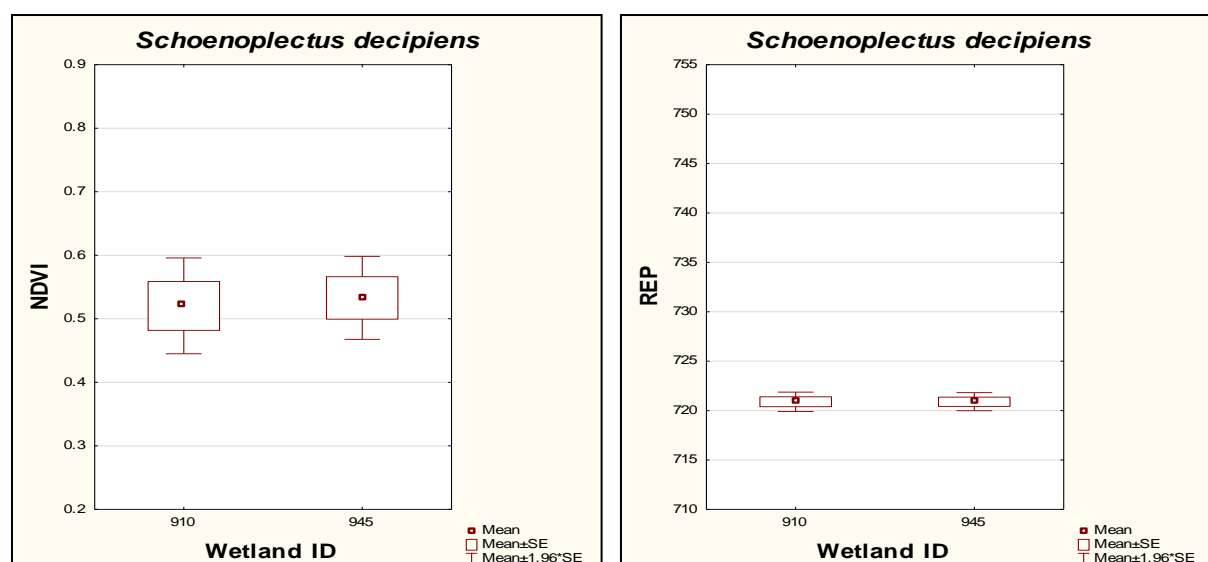 Schoenoplectus decipiens
0.9
0.8
0.7
0.6
0.5
0.4
0.3
0.2
NDVI
910 945
Wetland ID
Mean
Mean±SE
Mean±1.96*SE
Schoenoplectus decipiens
755
750
745
740
735
730
725
720
715
710
REP
910 945
Wetland ID
Mean
Mean±SE
Mean±1.96*SE